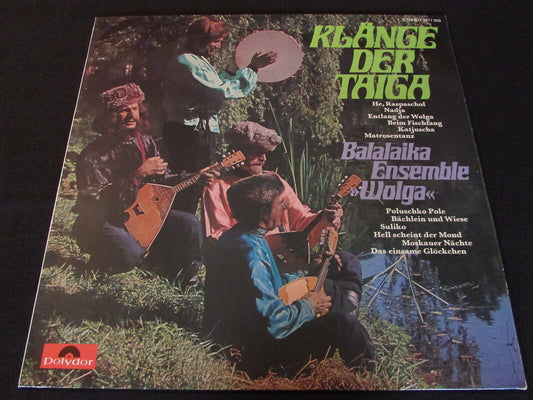 KLÄNGE
DER
TAIGA
He, Raspaschol
Nadja
Entlang der Wolga
Beim Fischfang
Katjuscha
Matrosentanz
Balalaika
Ensemble
»Wolga«
Poluschko Pole
Bächlein und Wiese
Suliko
Hell scheint der Mond
Moskauer Nächte
Das einsame Glöckchen
Polydor